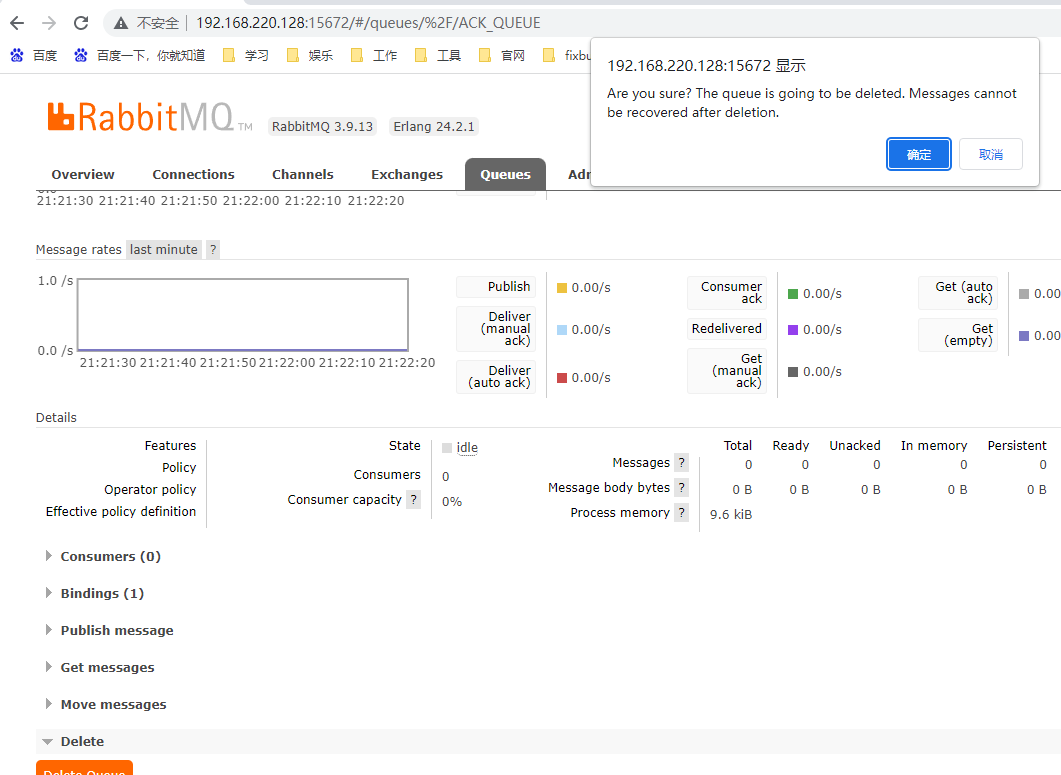 不安全 192.168.220.128:15672/#/queues/%2F/ACK_QUEUE
百度 百度一下，你就知道 学习 娱乐 工作 工具 官网 fixbu
192.168.220.128:15672 显示
Are you sure? The queue is going to be deleted. Messages cannot
be recovered after deletion.
确定 取消
RabbitMQ TM RabbitMQ 3.9.13 Erlang 24.2.1
Overview Connections Channels Exchanges Queues Adr
21:21:30 21:21:40 21:21:50 21:22:00 21:22:10 21:22:20
Message rates last minute ?
1.0 /s
0.0 /s
21:21:30 21:21:40 21:21:50 21:22:00 21:22:10 21:22:20
Publish 0.00/s
Deliver
(manual
ack) 0.00/s
Deliver
(auto ack) 0.00/s
Consumer
ack 0.00/s
Redelivered 0.00/s
Get
(manual
ack) 0.00/s
Get (auto
ack) 0.00
Get
(empty) 0.00
Details
Features
Policy
Operator policy
Effective policy definition
State idle
Consumers 0
Consumer capacity ? 0%
Total Ready Unacked In memory Persistent
Messages ? 0 0 0 0 0
Message body bytes ? 0 B 0 B 0 B 0 B 0 B
Process memory ? 9.6 kiB
Consumers (0)
Bindings (1)
Publish message
Get messages
Move messages
Delete
Delete Queue